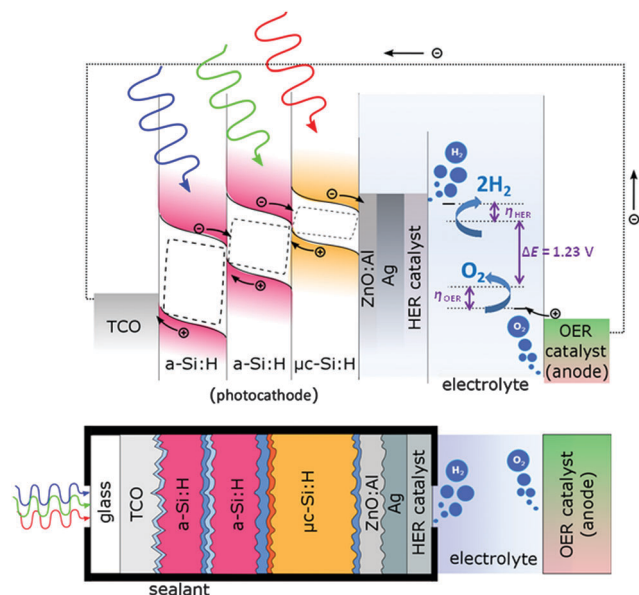 ⊖
⊖
H₂
2H₂
ηHER
ΔE = 1.23 V
O₂
ηOER
O₂
⊖
⊖
⊖
⊕
⊕
⊕
⊕
TCO
ZnO:Al
Ag
HER catalyst
OER
catalyst
(anode)
a-Si:H
a-Si:H
µc-Si:H
(photocathode)
electrolyte
glass
TCO
a-Si:H
a-Si:H
µc-Si:H
ZnO:Al
Ag
HER catalyst
H₂
O₂
electrolyte
OER catalyst
(anode)
sealant